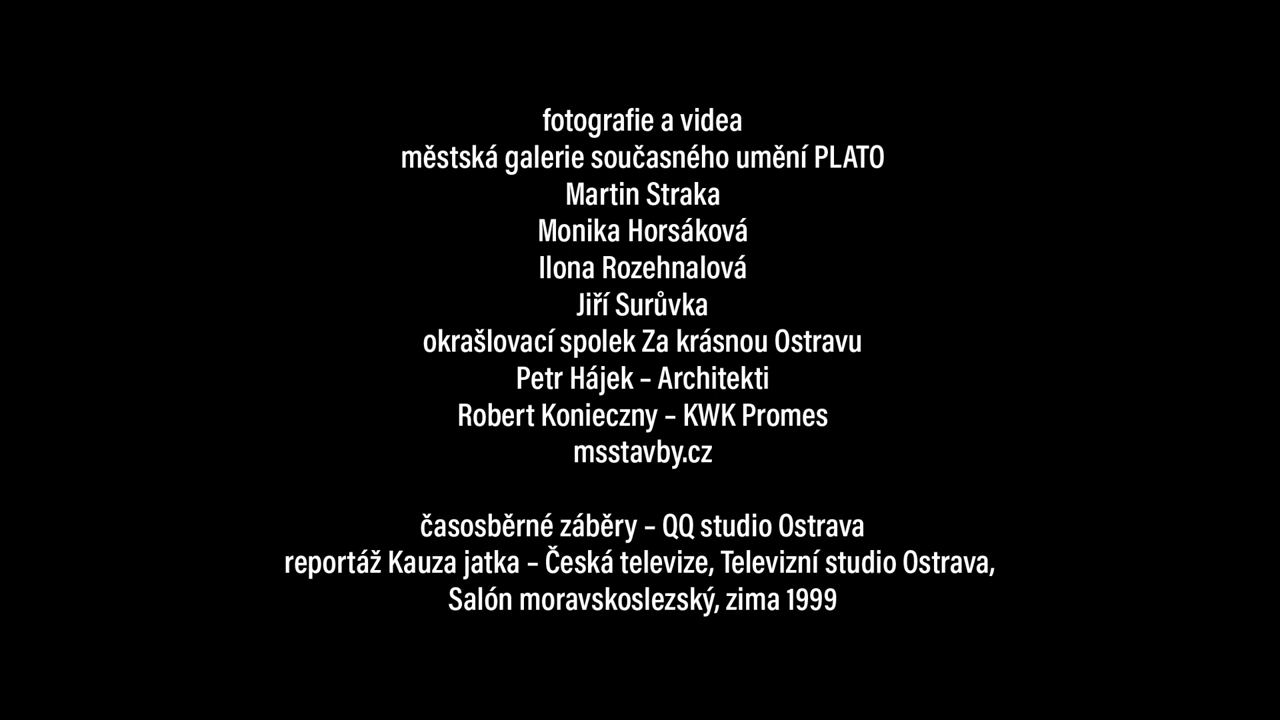 fotografie a videa
městská galerie současného umění PLATO
Martin Straka
Monika Horsáková
Ilona Rozehnalová
Jiří Surůvka
okrašlovací spolek Za krásnou Ostravu
Petr Hájek – Architekti
Robert Konieczny – KWK Promes
msstavby.cz
časosběrné záběry – QQ studio Ostrava
reportáž Kauza jatka – Česká televize, Televizní studio Ostrava,
Salón moravskoslezský, zima 1999